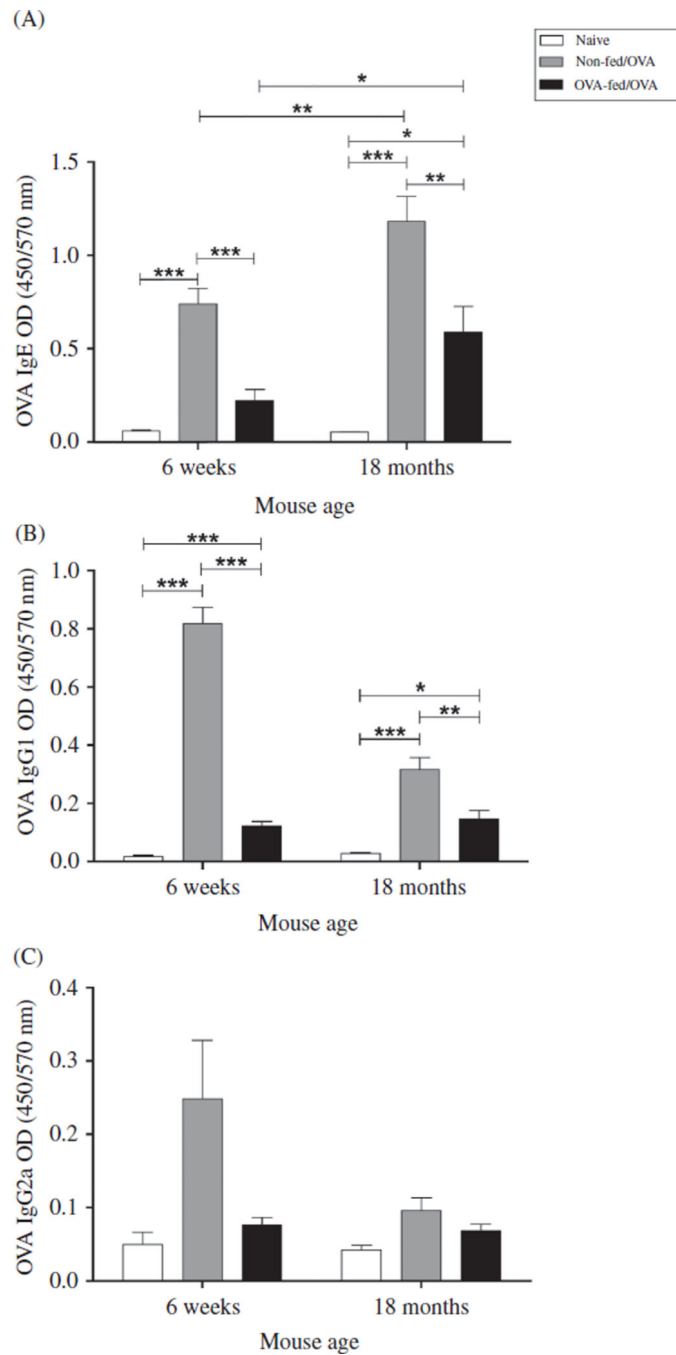 (A)
Naive
Non-fed/OVA
OVA-fed/OVA
*
**
*
*** **
*** ***
OVA IgE OD (450/570 nm)
1.5
1.0
0.5
0.0
6 weeks 18 months
Mouse age
(B)
***
*** ***
*
** ***
OVA IgG1 OD (450/570 nm)
1.0
0.8
0.6
0.4
0.2
0.0
6 weeks 18 months
Mouse age
(C)
OVA IgG2a OD (450/570 nm)
0.4
0.3
0.2
0.1
0.0
6 weeks 18 months
Mouse age